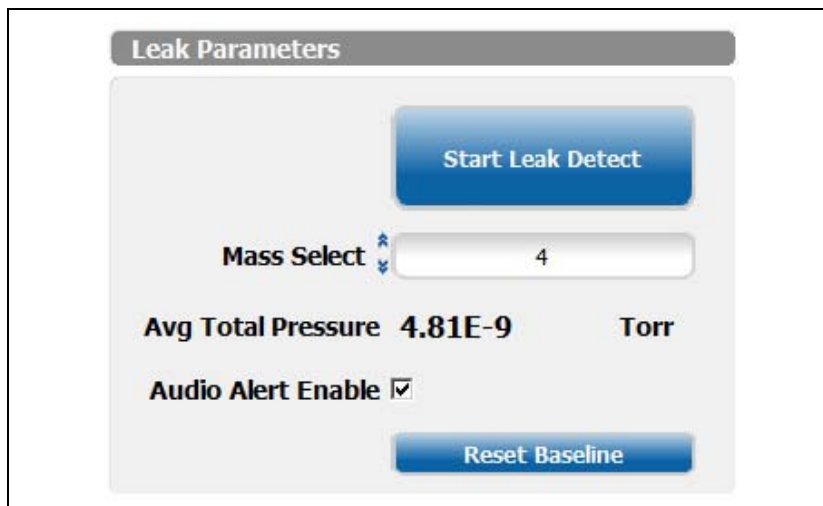 Leak Parameters
Start Leak Detect
Mass Select 4
Avg Total Pressure 4.81E-9 Torr
Audio Alert Enable
Reset Baseline